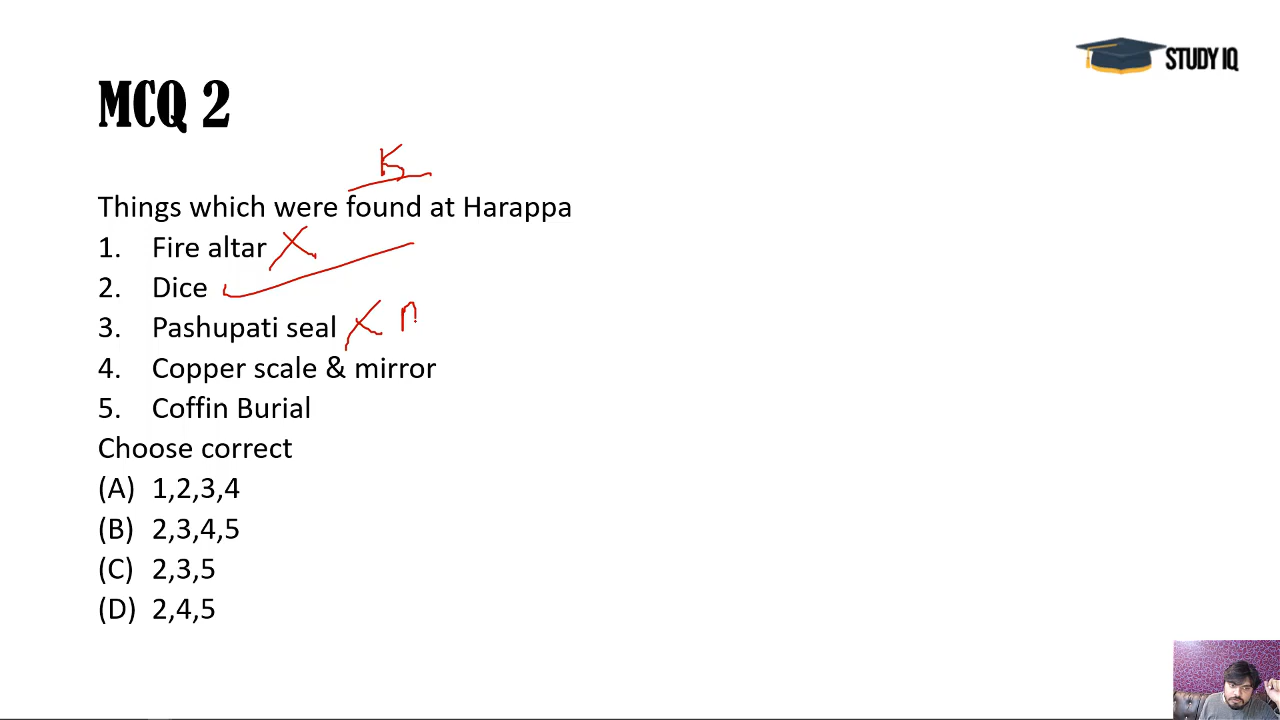 STUDY IQ
MCQ 2
K
Things which were found at Harappa
1. Fire altar
2. Dice
3. Pashupati seal
4. Copper scale & mirror
5. Coffin Burial
Choose correct
(A) 1,2,3,4
(B) 2,3,4,5
(C) 2,3,5
(D) 2,4,5